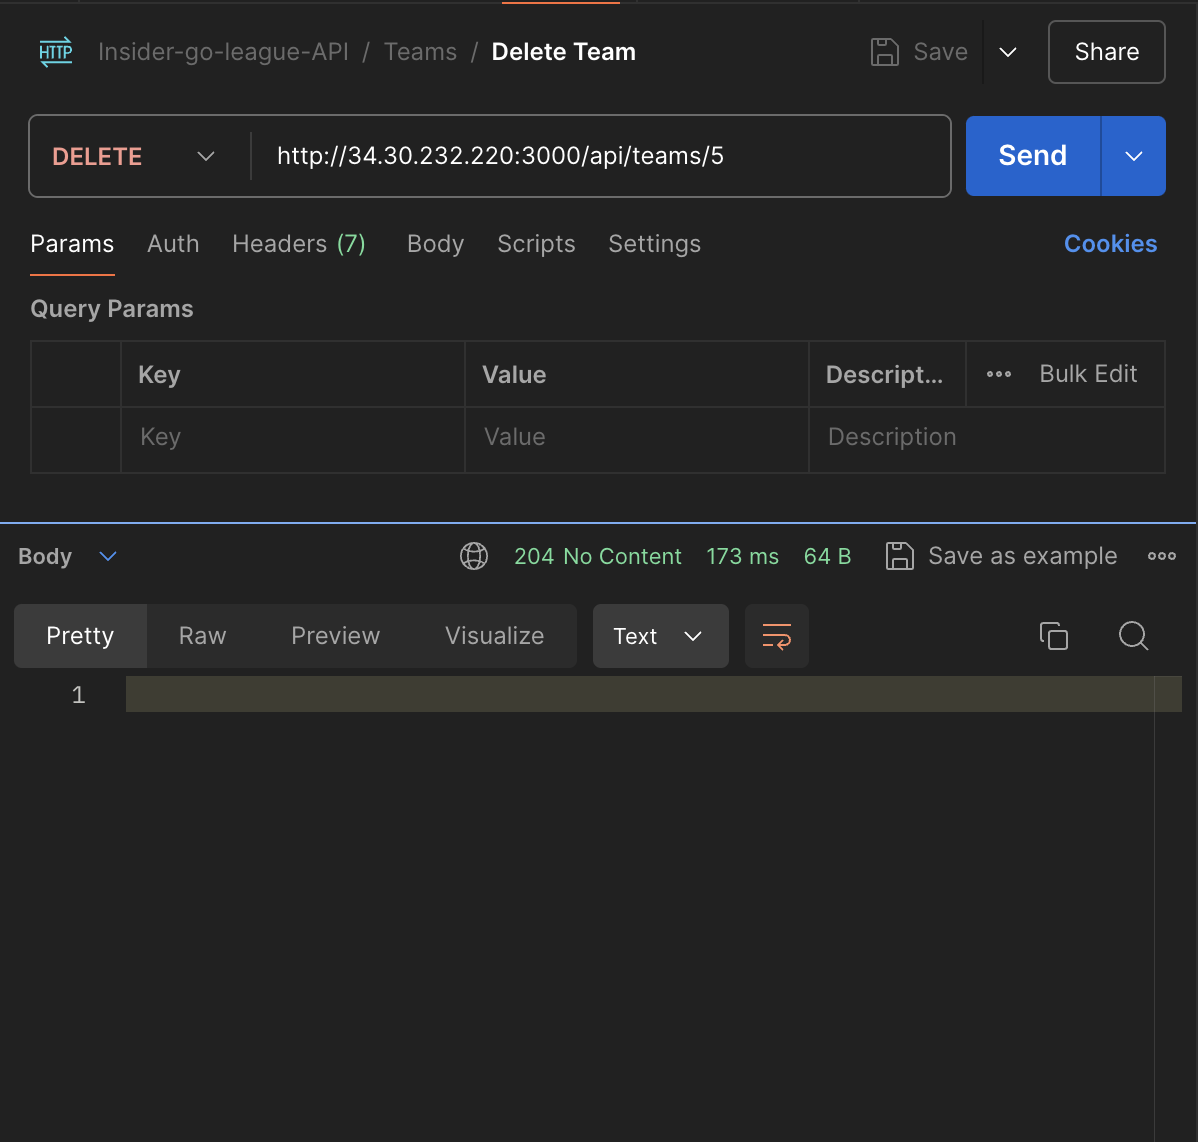 HTTP Insider-go-league-API / Teams / Delete Team Save Share
DELETE http://34.30.232.220:3000/api/teams/5 Send
Params Auth Headers (7) Body Scripts Settings Cookies
Query Params
Key Value Descript... Bulk Edit
Key Value Description
Body 204 No Content 173 ms 64 B Save as example
Pretty Raw Preview Visualize Text
1